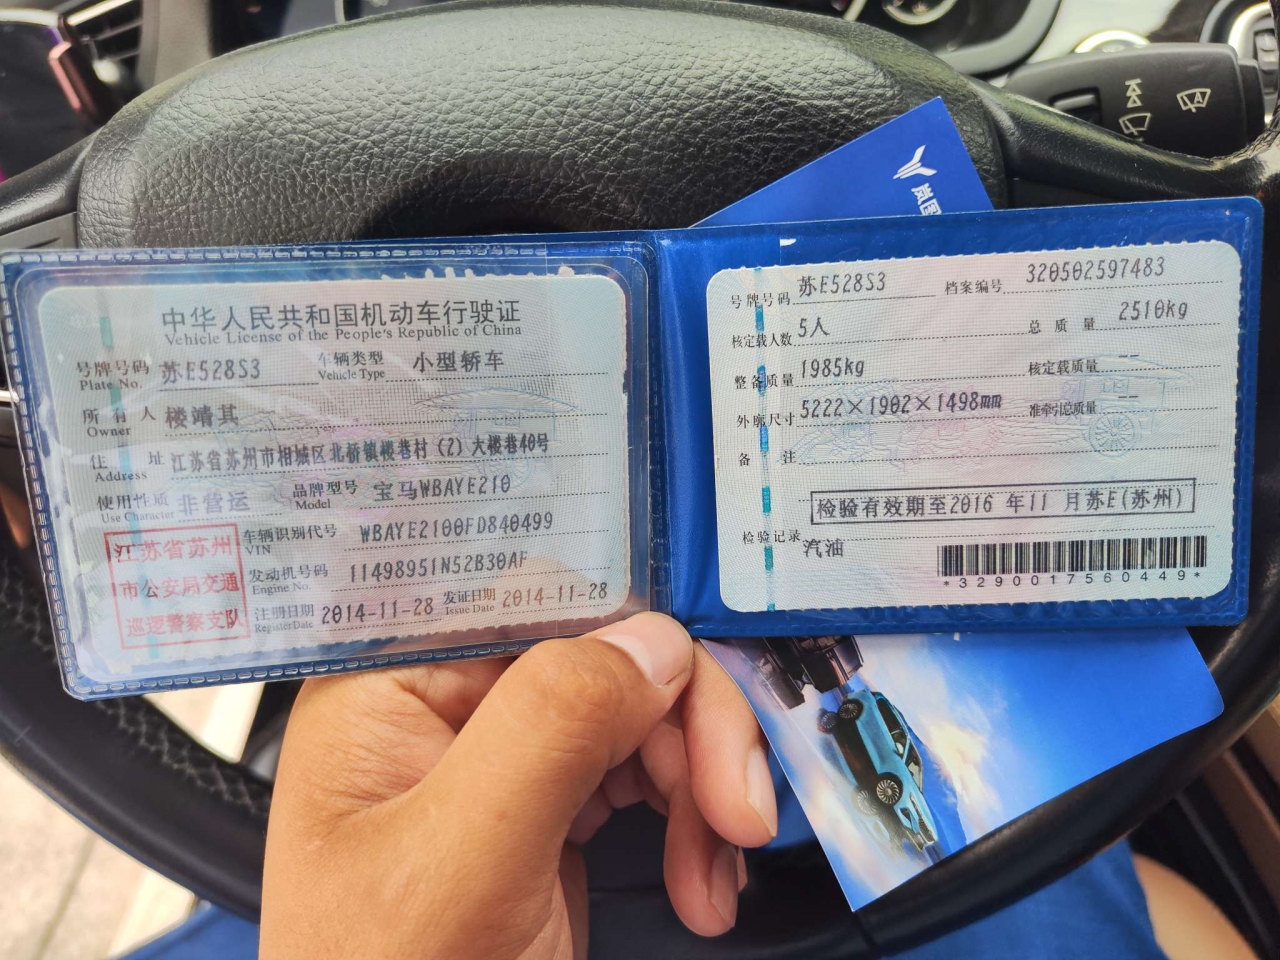 岚图
中华人民共和国机动车行驶证
Vehicle License of the People's Republic of China
号牌号码 苏E528S3 车辆类型 小型轿车
Plate No. Vehicle Type
所有人 楼靖其
Owner
住址 江苏省苏州市相城区北桥镇楼巷村(2)大楼巷40号
Address
使用性质 非营运 品牌型号 宝马WBAYE210
Use Character Model
江苏省苏州
市公安局交通
巡逻警察支队
车辆识别代号 WBAYE2100FD840499
VIN
发动机号码 11498951N52B30AF
Engine No.
注册日期 2014-11-28 发证日期 2014-11-28
Register Date Issue Date
号牌号码 苏E528S3 档案编号 320502597483
核定载人数 5人 总质量 2510kg
整备质量 1985kg 核定载质量 --
外廓尺寸 5222×1902×1498mm 准牵引总质量 --
备注
检验有效期至2016年11月苏E(苏州)
检验记录
汽油
*3290017560449*
A